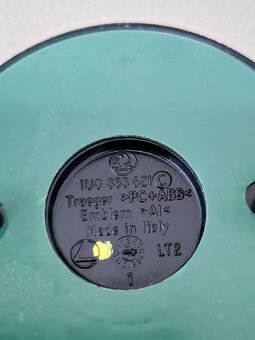 1U0 853 621 C
Traeger >PC+ABS<
Emblem >Al<
Made in Italy
LT2
1